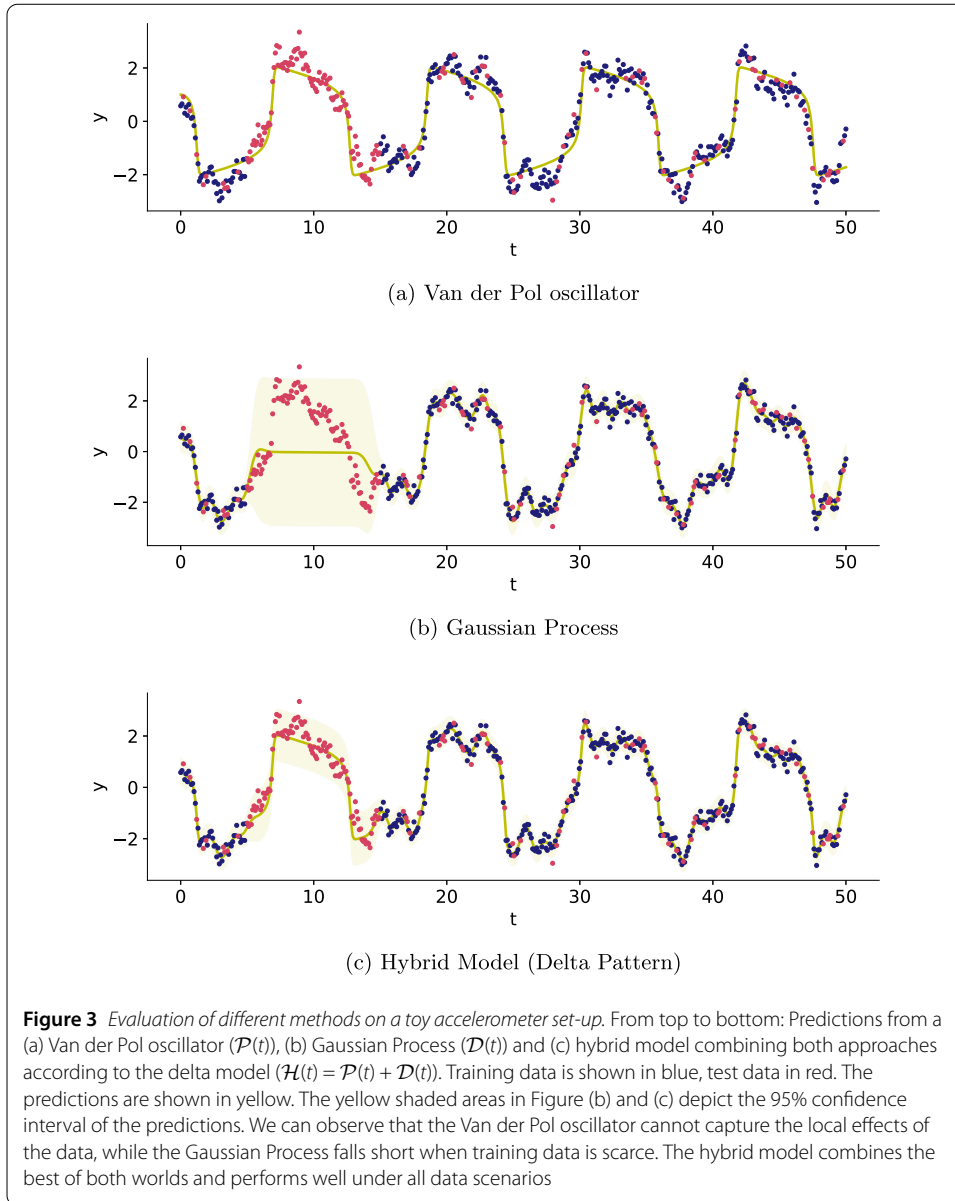 2
0
−2
y
0
10
20
30
40
50
t
(a) Van der Pol oscillator
2
0
−2
y
0
10
20
30
40
50
t
(b) Gaussian Process
2
0
−2
y
0
10
20
30
40
50
t
(c) Hybrid Model (Delta Pattern)
Figure 3 Evaluation of different methods on a toy accelerometer set-up. From top to bottom: Predictions from a
(a) Van der Pol oscillator (𝓟(t)), (b) Gaussian Process (𝓓(t)) and (c) hybrid model combining both approaches
according to the delta model (𝓗(t) = 𝓟(t) + 𝓓(t)). Training data is shown in blue, test data in red. The
predictions are shown in yellow. The yellow shaded areas in Figure (b) and (c) depict the 95% confidence
interval of the predictions. We can observe that the Van der Pol oscillator cannot capture the local effects of
the data, while the Gaussian Process falls short when training data is scarce. The hybrid model combines the
best of both worlds and performs well under all data scenarios